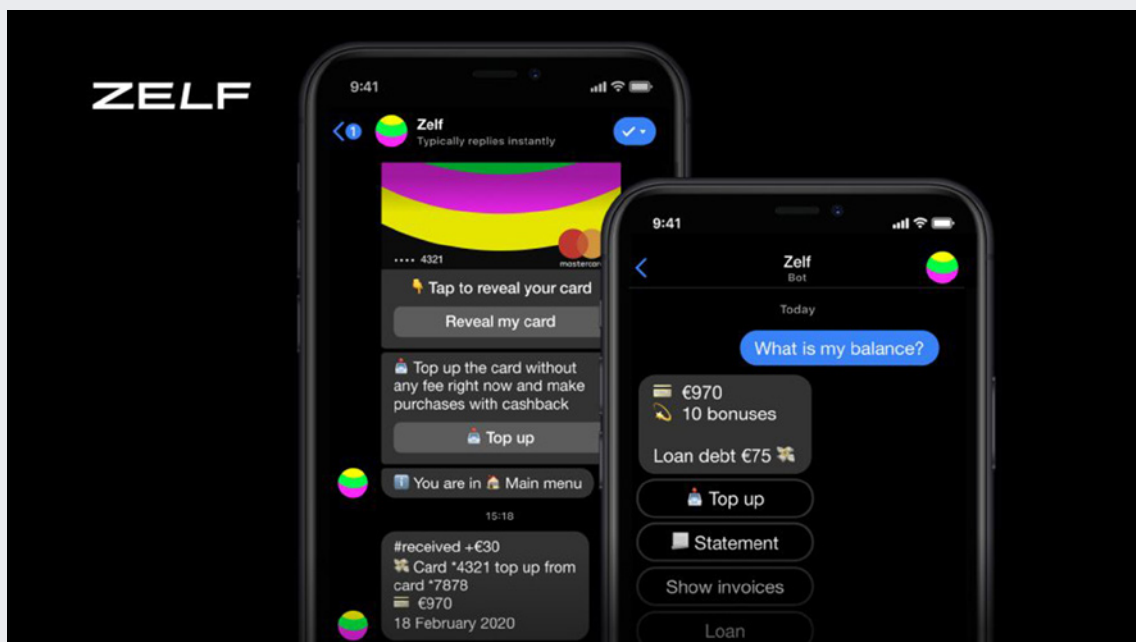 ZELF
9:41
1
Zelf
Typically replies instantly
•••• 4321
mastercar
👇 Tap to reveal your card
Reveal my card
📩 Top up the card without
any fee right now and make
purchases with cashback
📩 Top up
ℹ️ You are in 🏠 Main menu
15:18
#received +€30
💸 Card *4321 top up from
card *7878
💳 €970
18 February 2020
9:41
Zelf
Bot
Today
What is my balance?
💳 €970
💫 10 bonuses
Loan debt €75 💸
📩 Top up
Statement
Show invoices
Loan